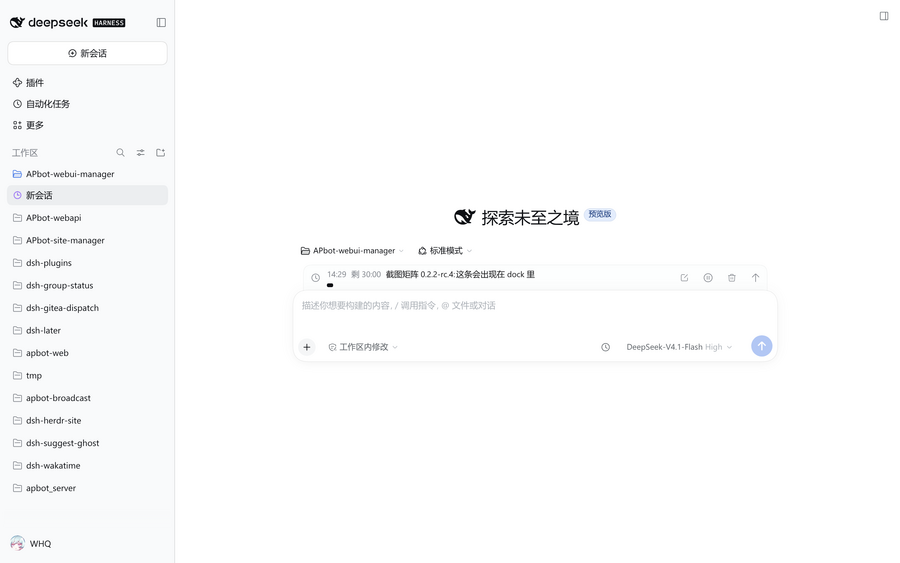 deepseek HARNESS
新会话
插件
自动化任务
更多
工作区
APbot-webui-manager
新会话
APbot-webapi
APbot-site-manager
dsh-plugins
dsh-group-status
dsh-gitea-dispatch
dsh-later
apbot-web
tmp
apbot-broadcast
dsh-herdr-site
dsh-suggest-ghost
dsh-wakatime
apbot_server
WHQ
探索未至之境 预览版
APbot-webui-manager 标准模式
14:29 剩 30:00 截图矩阵 0.2.2-rc.4:这条会出现在 dock 里
描述你想要构建的内容, / 调用指令, @ 文件或对话
工作区内修改 DeepSeek-V4.1-Flash High